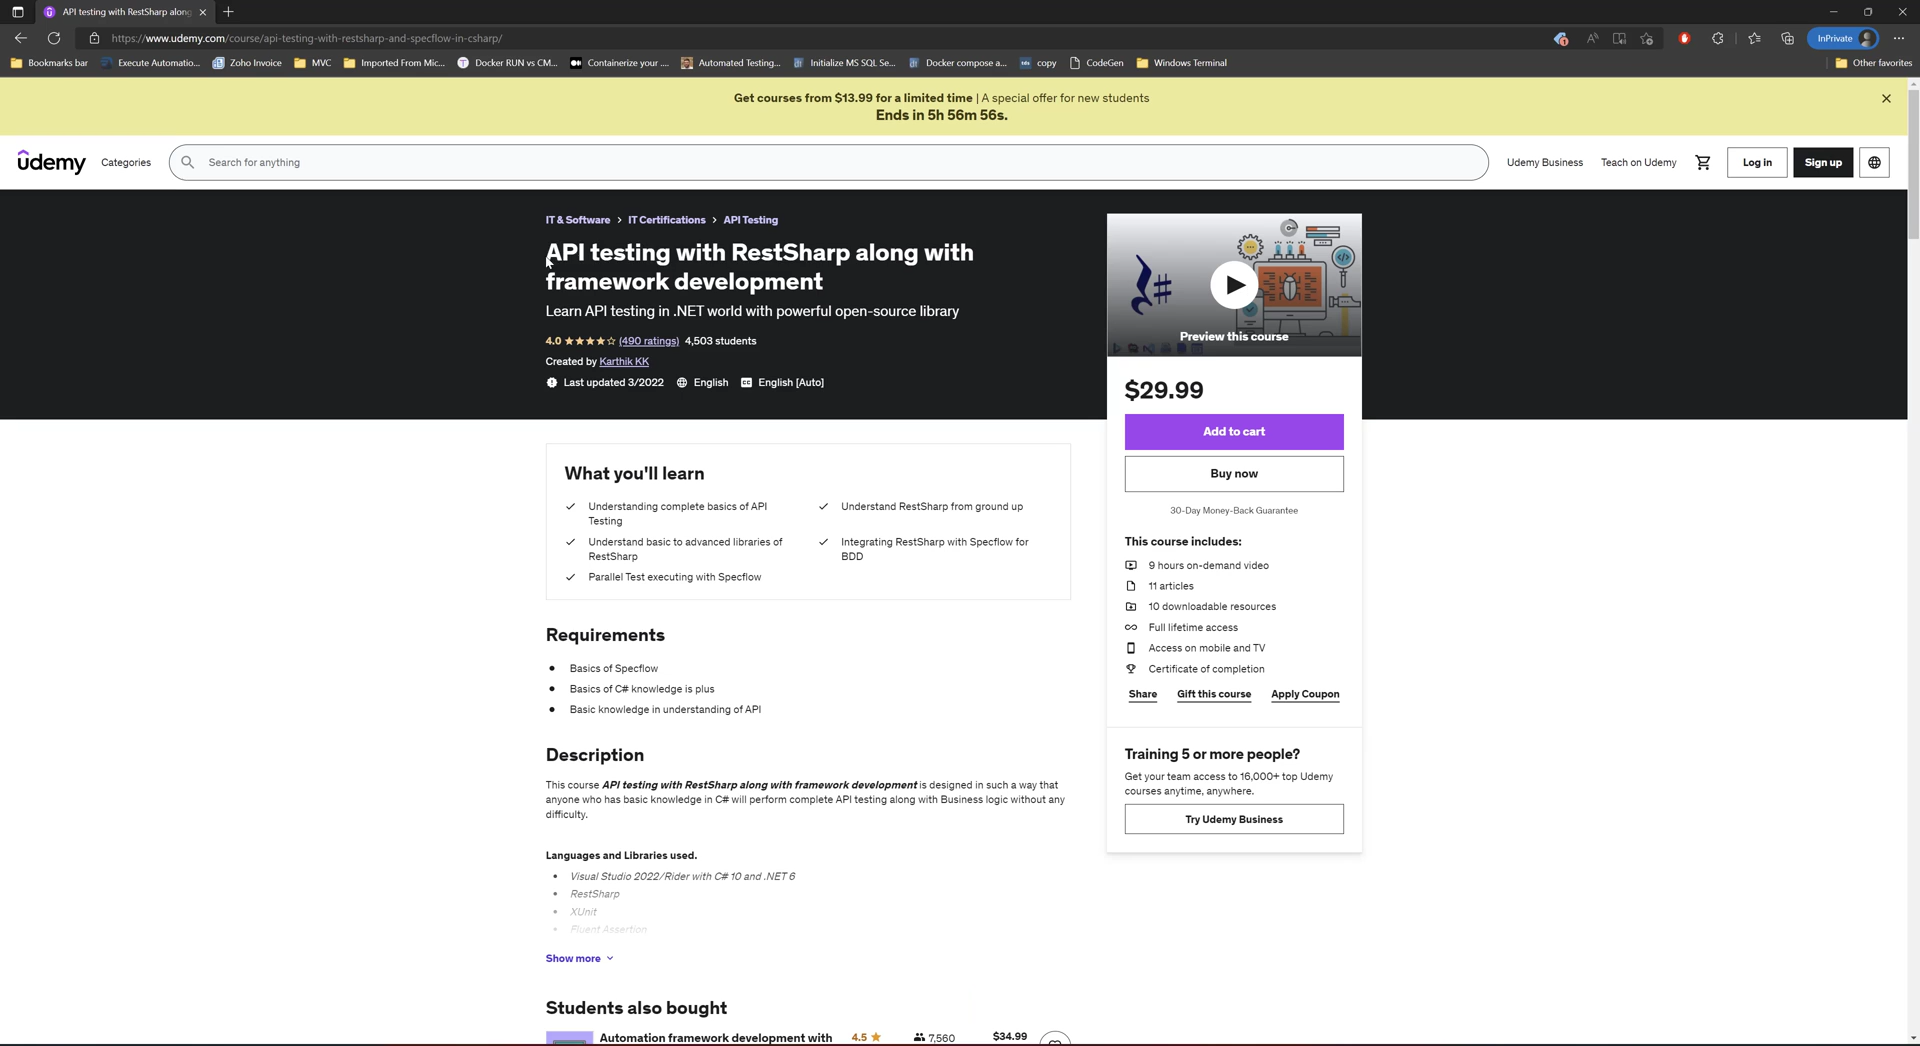 API testing with RestSharp along
https://www.udemy.com/course/api-testing-with-restsharp-and-specflow-in-csharp/
InPrivate
Bookmarks bar
Execute Automatio...
Zoho Invoice
MVC
Imported From Mic...
Docker RUN vs CM...
Containerize your ....
Automated Testing...
Initialize MS SQL Se...
Docker compose a...
copy
CodeGen
Windows Terminal
Other favorites
Get courses from $13.99 for a limited time | A special offer for new students
Ends in 5h 56m 56s.
udemy
Categories
Search for anything
Udemy Business
Teach on Udemy
Log in
Sign up
IT & Software > IT Certifications > API Testing
API testing with RestSharp along with
framework development
Learn API testing in .NET world with powerful open-source library
4.0 (490 ratings) 4,503 students
Created by Karthik KK
Last updated 3/2022 English English [Auto]
Preview this course
$29.99
Add to cart
Buy now
30-Day Money-Back Guarantee
This course includes:
9 hours on-demand video
11 articles
10 downloadable resources
Full lifetime access
Access on mobile and TV
Certificate of completion
Share
Gift this course
Apply Coupon
Training 5 or more people?
Get your team access to 16,000+ top Udemy
courses anytime, anywhere.
Try Udemy Business
What you'll learn
Understanding complete basics of API
Testing
Understand RestSharp from ground up
Understand basic to advanced libraries of
RestSharp
Integrating RestSharp with Specflow for
BDD
Parallel Test executing with Specflow
Requirements
Basics of Specflow
Basics of C# knowledge is plus
Basic knowledge in understanding of API
Description
This course API testing with RestSharp along with framework development is designed in such a way that
anyone who has basic knowledge in C# will perform complete API testing along with Business logic without any
difficulty.
Languages and Libraries used.
Visual Studio 2022/Rider with C# 10 and .NET 6
RestSharp
XUnit
Fluent Assertion
Show more
Students also bought
Automation framework development with
4.5
7,560
$34.99